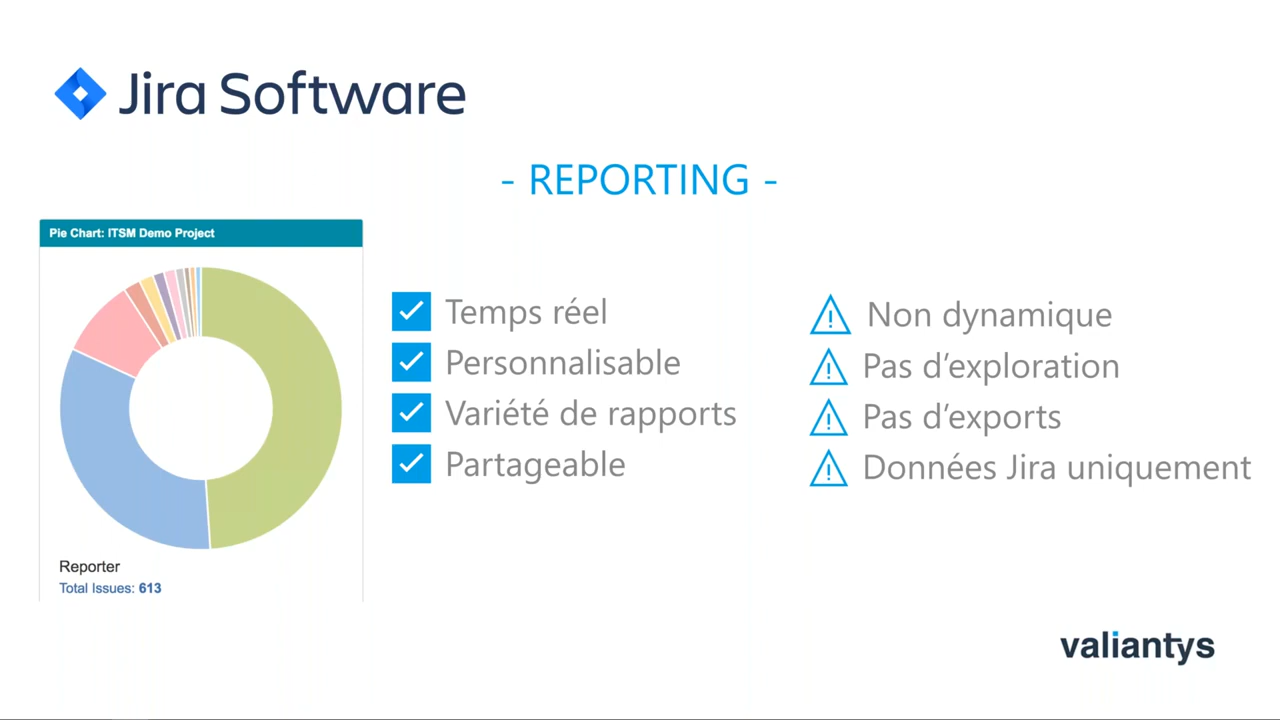 Jira Software
- REPORTING -
Pie Chart: ITSM Demo Project
Reporter
Total Issues: 613
Temps réel
Personnalisable
Variété de rapports
Partageable
Non dynamique
Pas d’exploration
Pas d’exports
Données Jira uniquement
valiantys